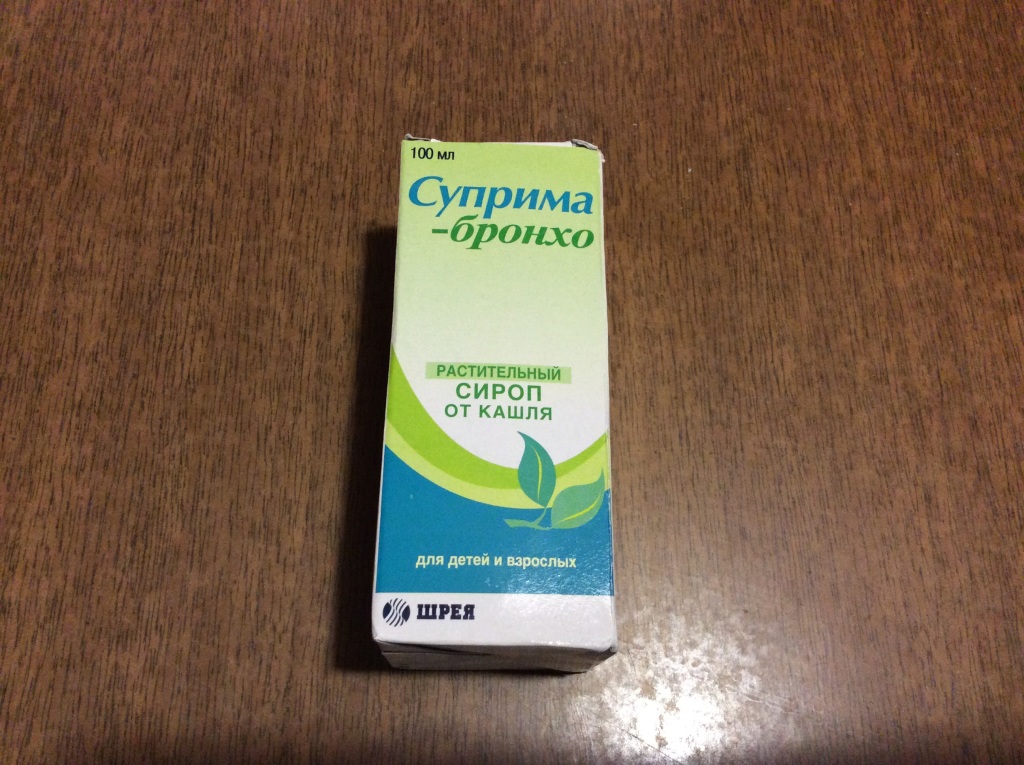 100 мл
Суприма
-бронхо
РАСТИТЕЛЬНЫЙ
СИРОП
ОТ КАШЛЯ
для детей и взрослых
ШРЕЯ